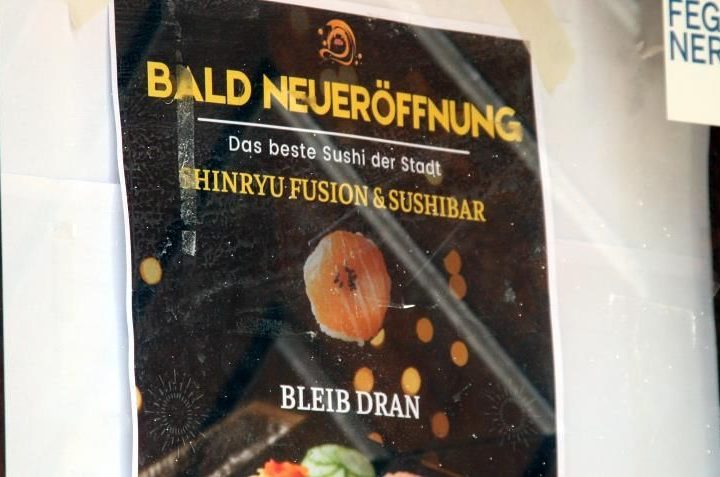 BALD NEUERÖFFNUNG
Das beste Sushi der Stadt
SHINRYU FUSION & SUSHIBAR
BLEIB DRAN
FEG
NER